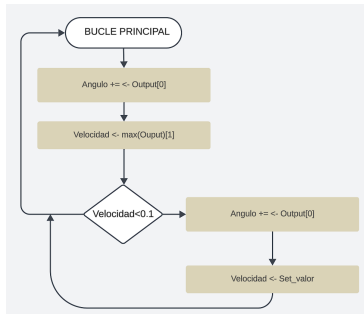 BUCLE PRINCIPAL
Angulo += <- Output[0]
Velocidad <- max(Ouput)[1]
Velocidad<0.1
Angulo += <- Output[0]
Velocidad <- Set_valor